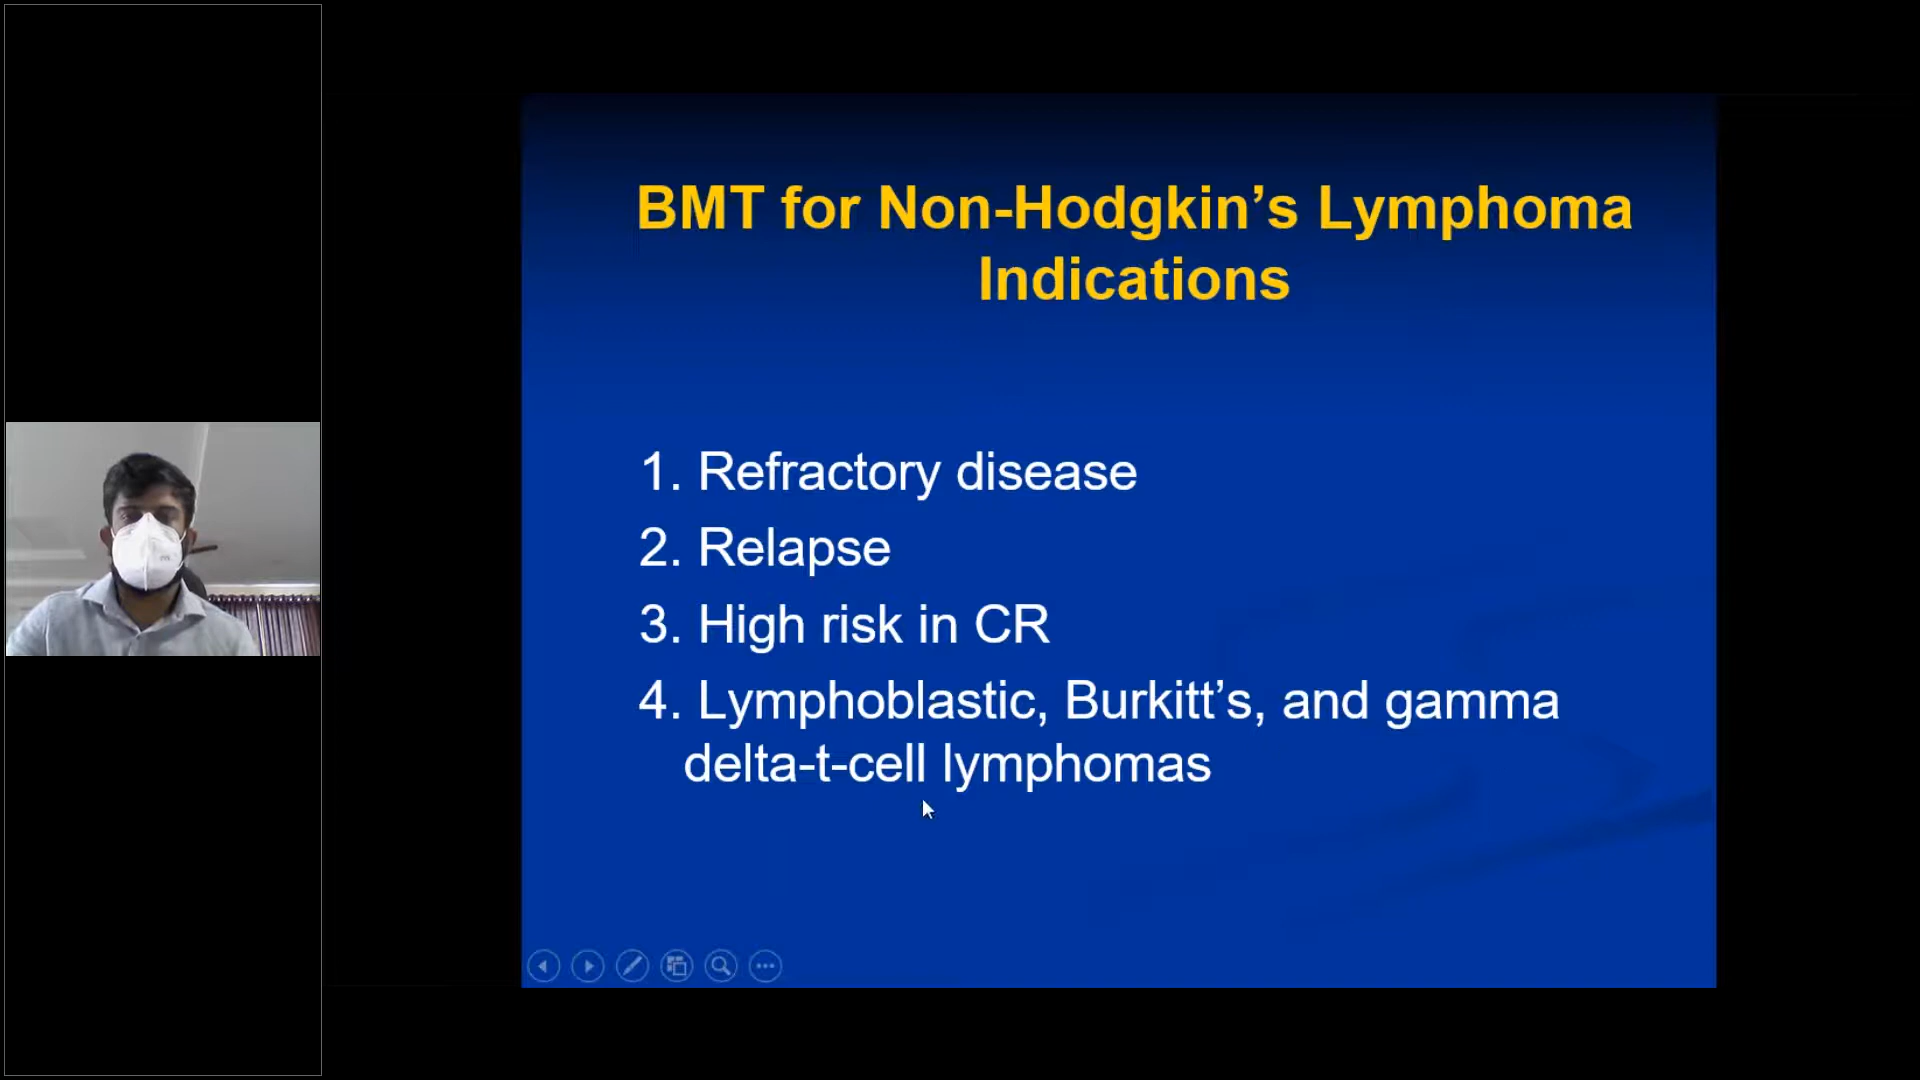 BMT for Non-Hodgkin’s Lymphoma
Indications
1. Refractory disease
2. Relapse
3. High risk in CR
4. Lymphoblastic, Burkitt’s, and gamma
delta-t-cell lymphomas